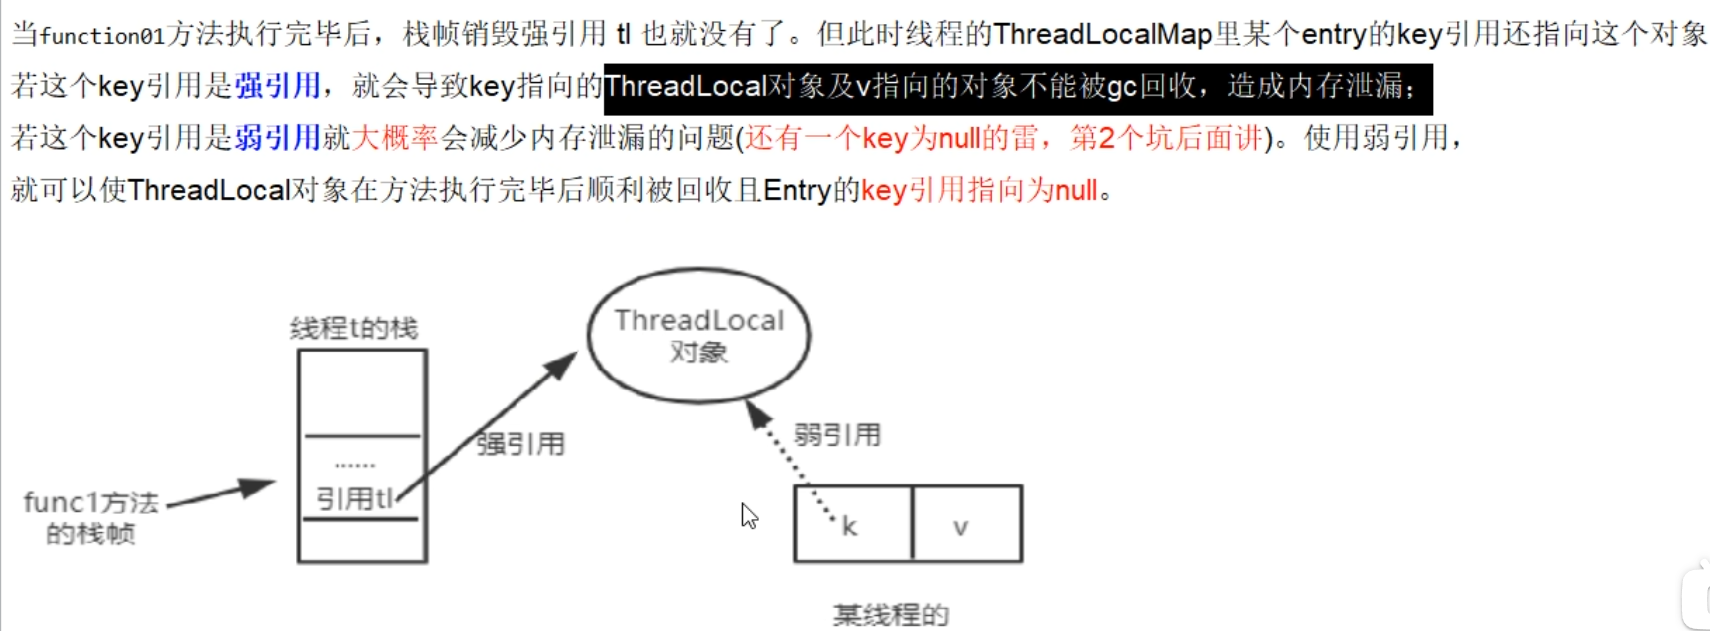 当function01方法执行完毕后，栈帧销毁强引用 tl 也就没有了。但此时线程的ThreadLocalMap里某个entry的key引用还指向这个对象
若这个key引用是强引用，就会导致key指向的ThreadLocal对象及v指向的对象不能被gc回收，造成内存泄漏；
若这个key引用是弱引用就大概率会减少内存泄漏的问题(还有一个key为null的雷，第2个坑后面讲)。使用弱引用，
就可以使ThreadLocal对象在方法执行完毕后顺利被回收且Entry的key引用指向为null。
线程t的栈
ThreadLocal
对象
强引用
弱引用
......
引用tl
func1方法
的栈帧
k
v
某线程的